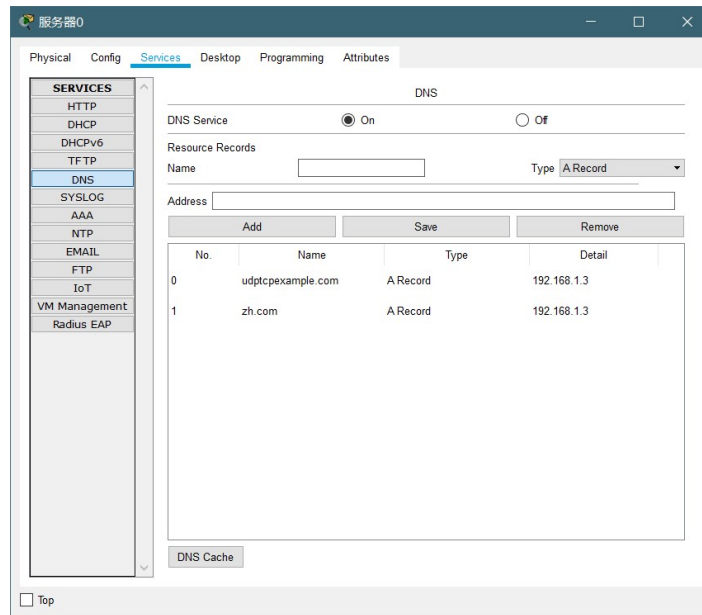 服务器0
Physical Config Services Desktop Programming Attributes
SERVICES
HTTP
DHCP
DHCPv6
TFTP
DNS
SYSLOG
AAA
NTP
EMAIL
FTP
IoT
VM Management
Radius EAP
DNS
DNS Service On Off
Resource Records
Name Type A Record
Address
Add Save Remove
No. Name Type Detail
0 udptcpexample.com A Record 192.168.1.3
1 zh.com A Record 192.168.1.3
DNS Cache
Top